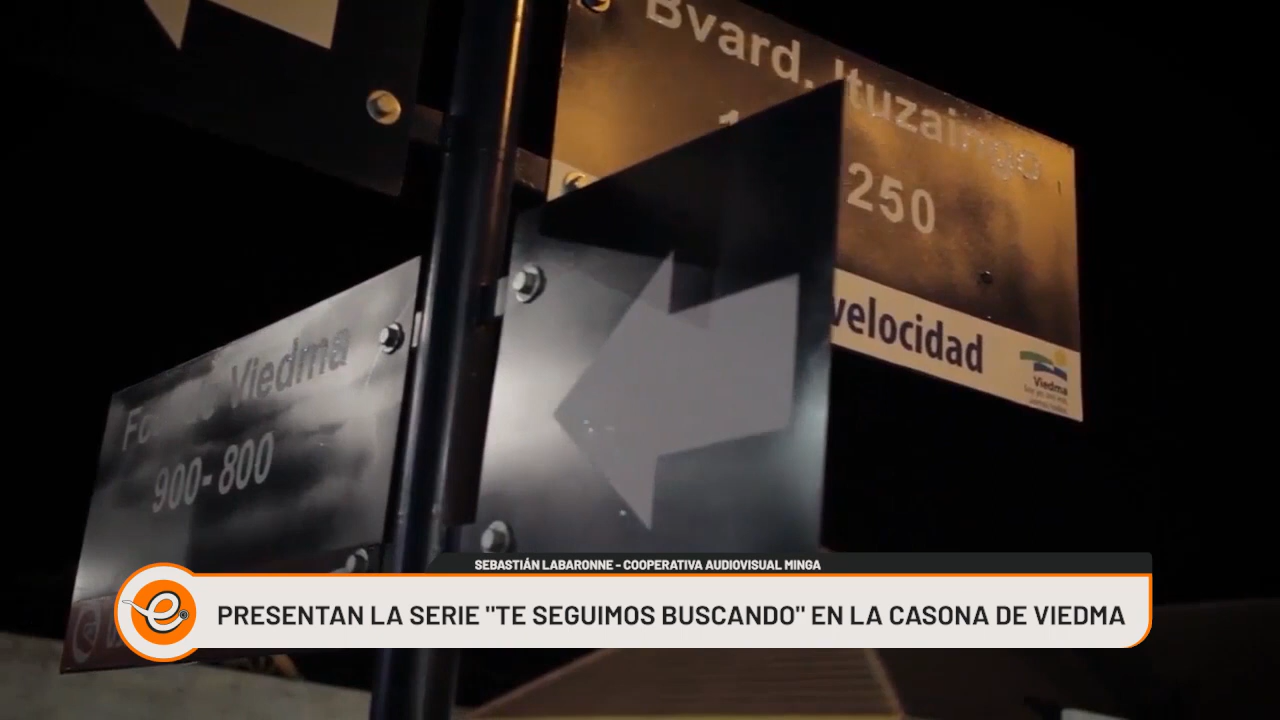 Bvard. Ituzaingo
250
velocidad
Viedma
Viedma
900-800
SEBASTIÁN LABARONNE - COOPERATIVA AUDIOVISUAL MINGA
e
PRESENTAN LA SERIE "TE SEGUIMOS BUSCANDO" EN LA CASONA DE VIEDMA